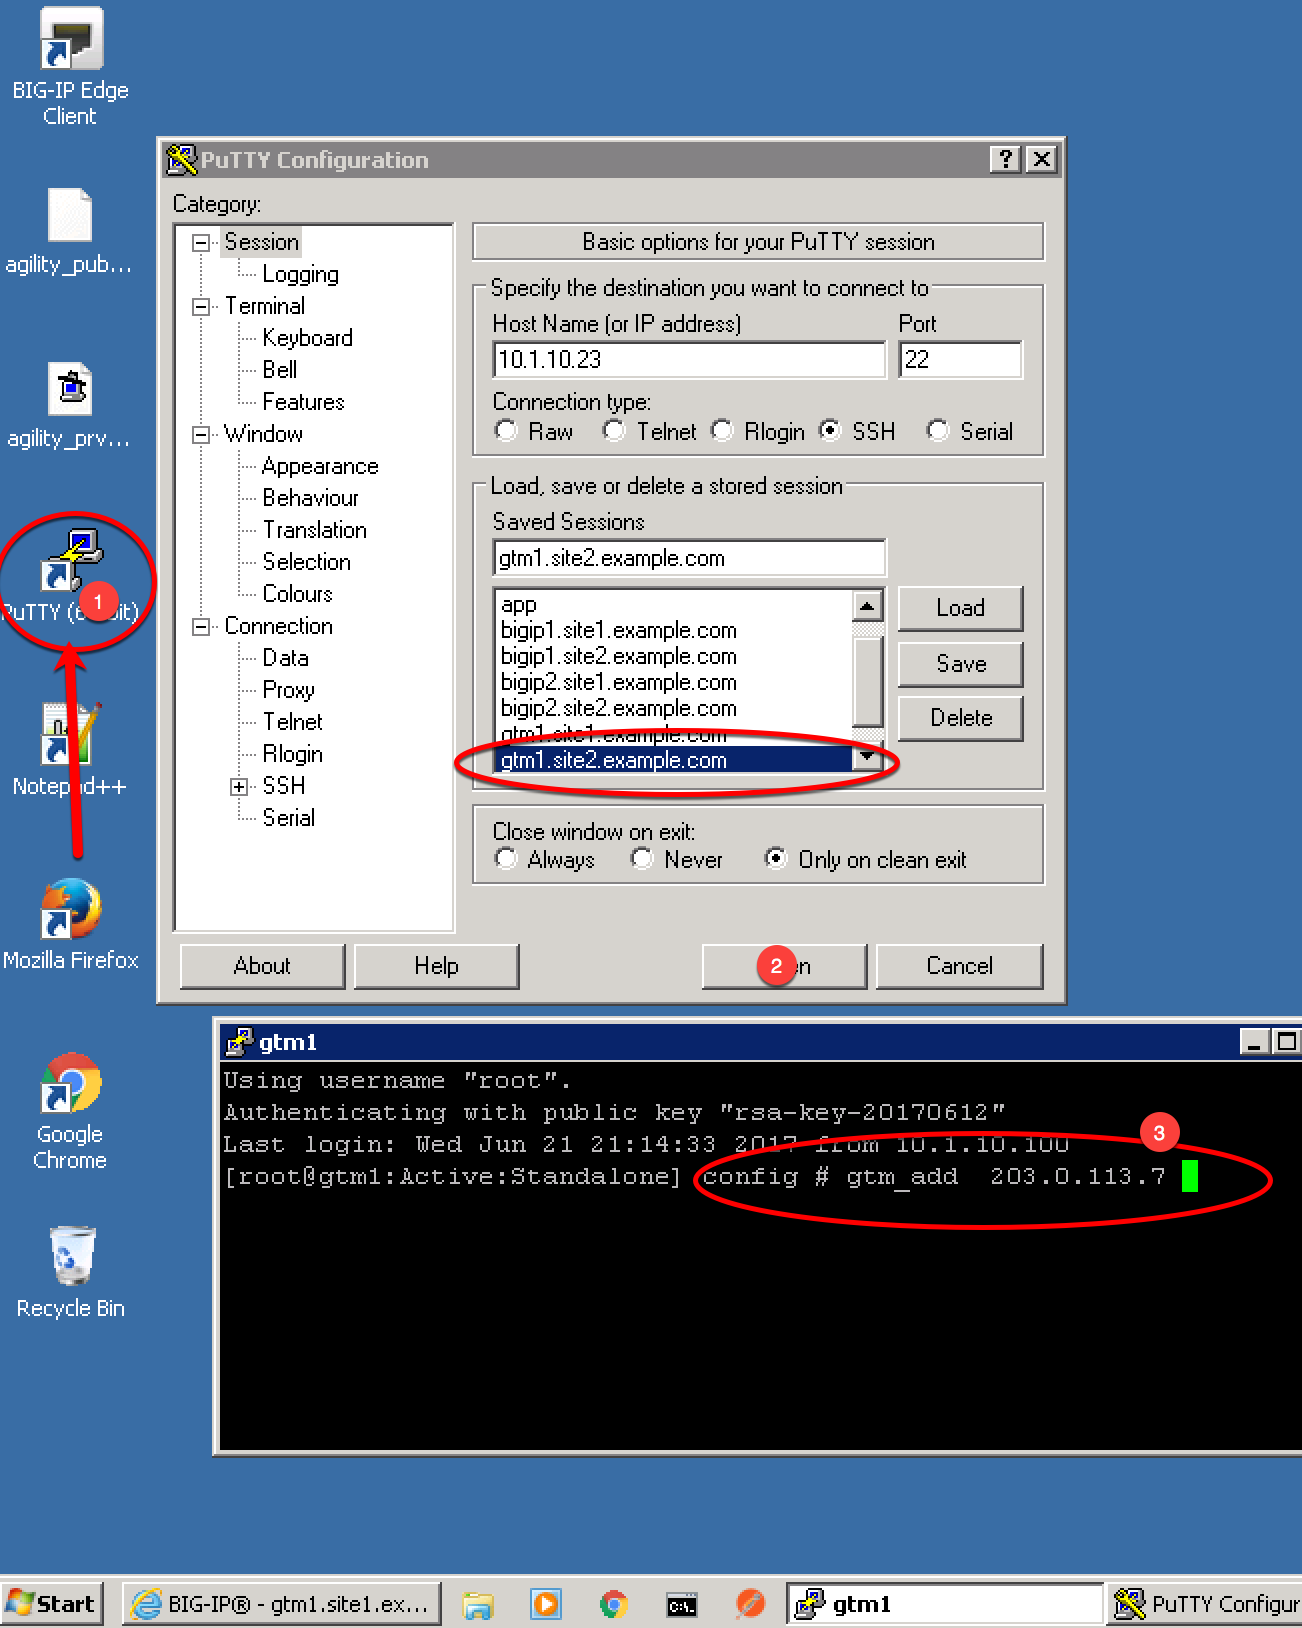 BIG-IP Edge
Client
agility_pub...
agility_prv...
1
Notepad++
Mozilla Firefox
Google
Chrome
Recycle Bin
PuTTY Configuration
Category:
Session
Logging
Terminal
Keyboard
Bell
Features
Window
Appearance
Behaviour
Translation
Selection
Colours
Connection
Data
Proxy
Telnet
Rlogin
SSH
Serial
Basic options for your PuTTY session
Specify the destination you want to connect to
Host Name (or IP address)
Port
10.1.10.23
22
Connection type:
Raw Telnet Rlogin SSH Serial
Load, save or delete a stored session
Saved Sessions
gtm1.site2.example.com
app
bigip1.site1.example.com
bigip1.site2.example.com
bigip2.site1.example.com
bigip2.site2.example.com
gtm1.site1.example.com
gtm1.site2.example.com
Load
Save
Delete
Close window on exit:
Always Never Only on clean exit
About
Help
2
Cancel
gtm1
Using username "root".
Authenticating with public key "rsa-key-20170612"
Last login: Wed Jun 21 21:14:33 2017 from 10.1.10.100
3
[root@gtm1:Active:Standalone] config # gtm_add  203.0.113.7
Start
BIG-IP® - gtm1.site1.ex...
C:\.
gtm1
PuTTY Configur